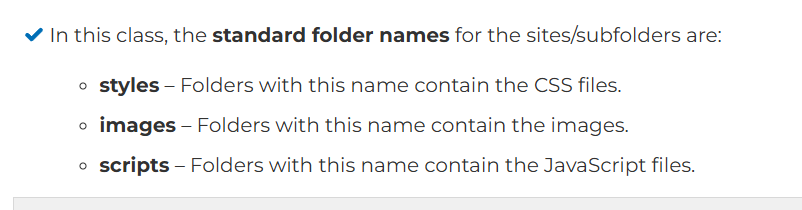 In this class, the standard folder names for the sites/subfolders are:
styles – Folders with this name contain the CSS files.
images – Folders with this name contain the images.
scripts – Folders with this name contain the JavaScript files.